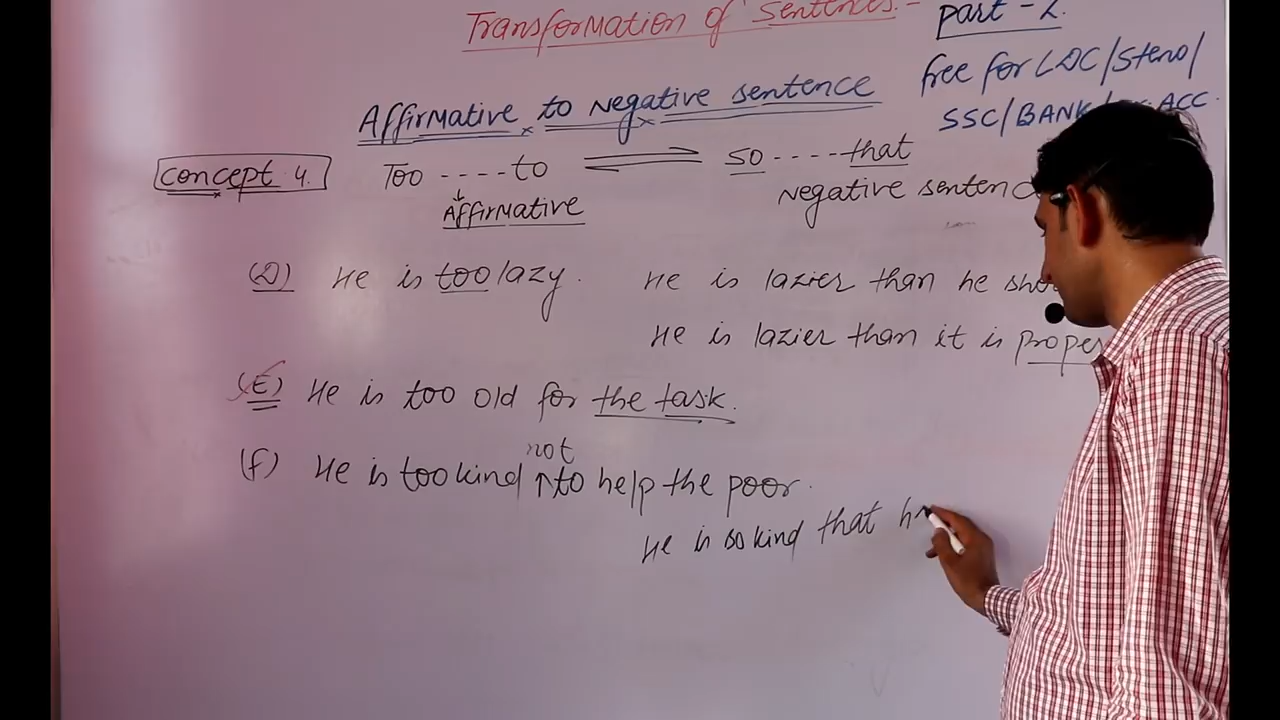 Transformation of Sentences.-
part - 2.
free for LDC/Steno/
SSC/BANK/ ACC.
Affirmative to Negative sentence
Concept 4. Too ----to ⇌ so ----that
Affirmative
Negative
(D) He is too lazy. He is lazier than he
He is lazier than it is proper
(E) He is too old for the task.
not
(F) He is too kind ↑ to help the poor.
He is so kind that